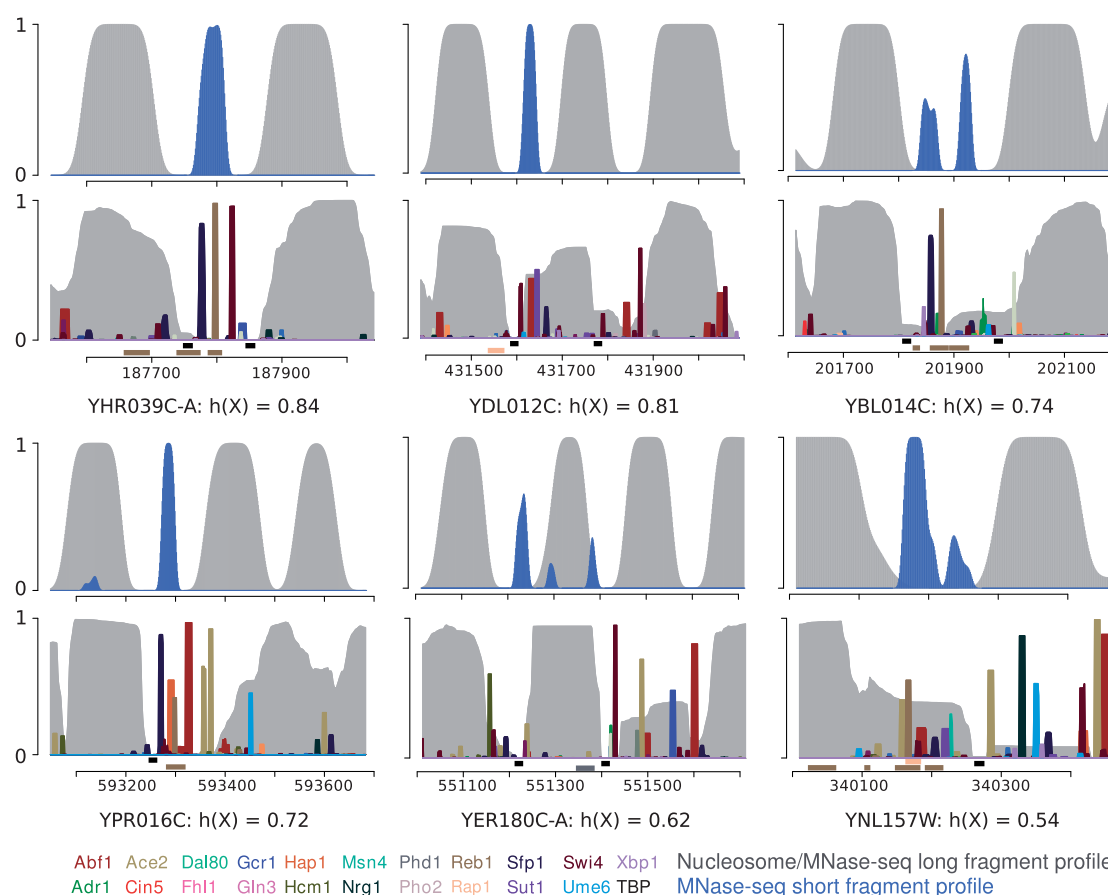 1
0
1
0
187700 187900
431500 431700 431900
201700 201900 202100
YHR039C-A: h(X) = 0.84
YDL012C: h(X) = 0.81
YBL014C: h(X) = 0.74
1
0
1
0
593200 593400 593600
551100 551300 551500
340100 340300
YPR016C: h(X) = 0.72
YER180C-A: h(X) = 0.62
YNL157W: h(X) = 0.54
Abf1 Ace2 Dal80 Gcr1 Hap1 Msn4 Phd1 Reb1 Sfp1 Swi4 Xbp1 Nucleosome/MNase-seq long fragment profile
Adr1 Cin5 Fhl1 Gln3 Hcm1 Nrg1 Pho2 Rap1 Sut1 Ume6 TBP MNase-seq short fragment profile